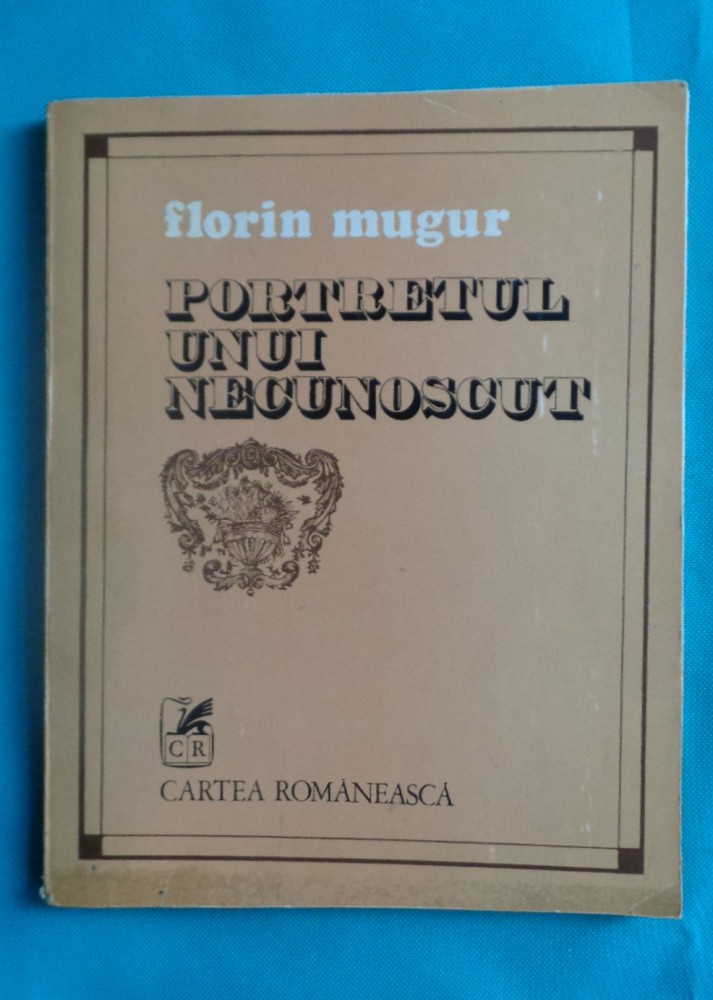 florin mugur
PORTRETUL
UNUI
NECUNOSCUT
CR
CARTEA ROMÂNEASCĂ